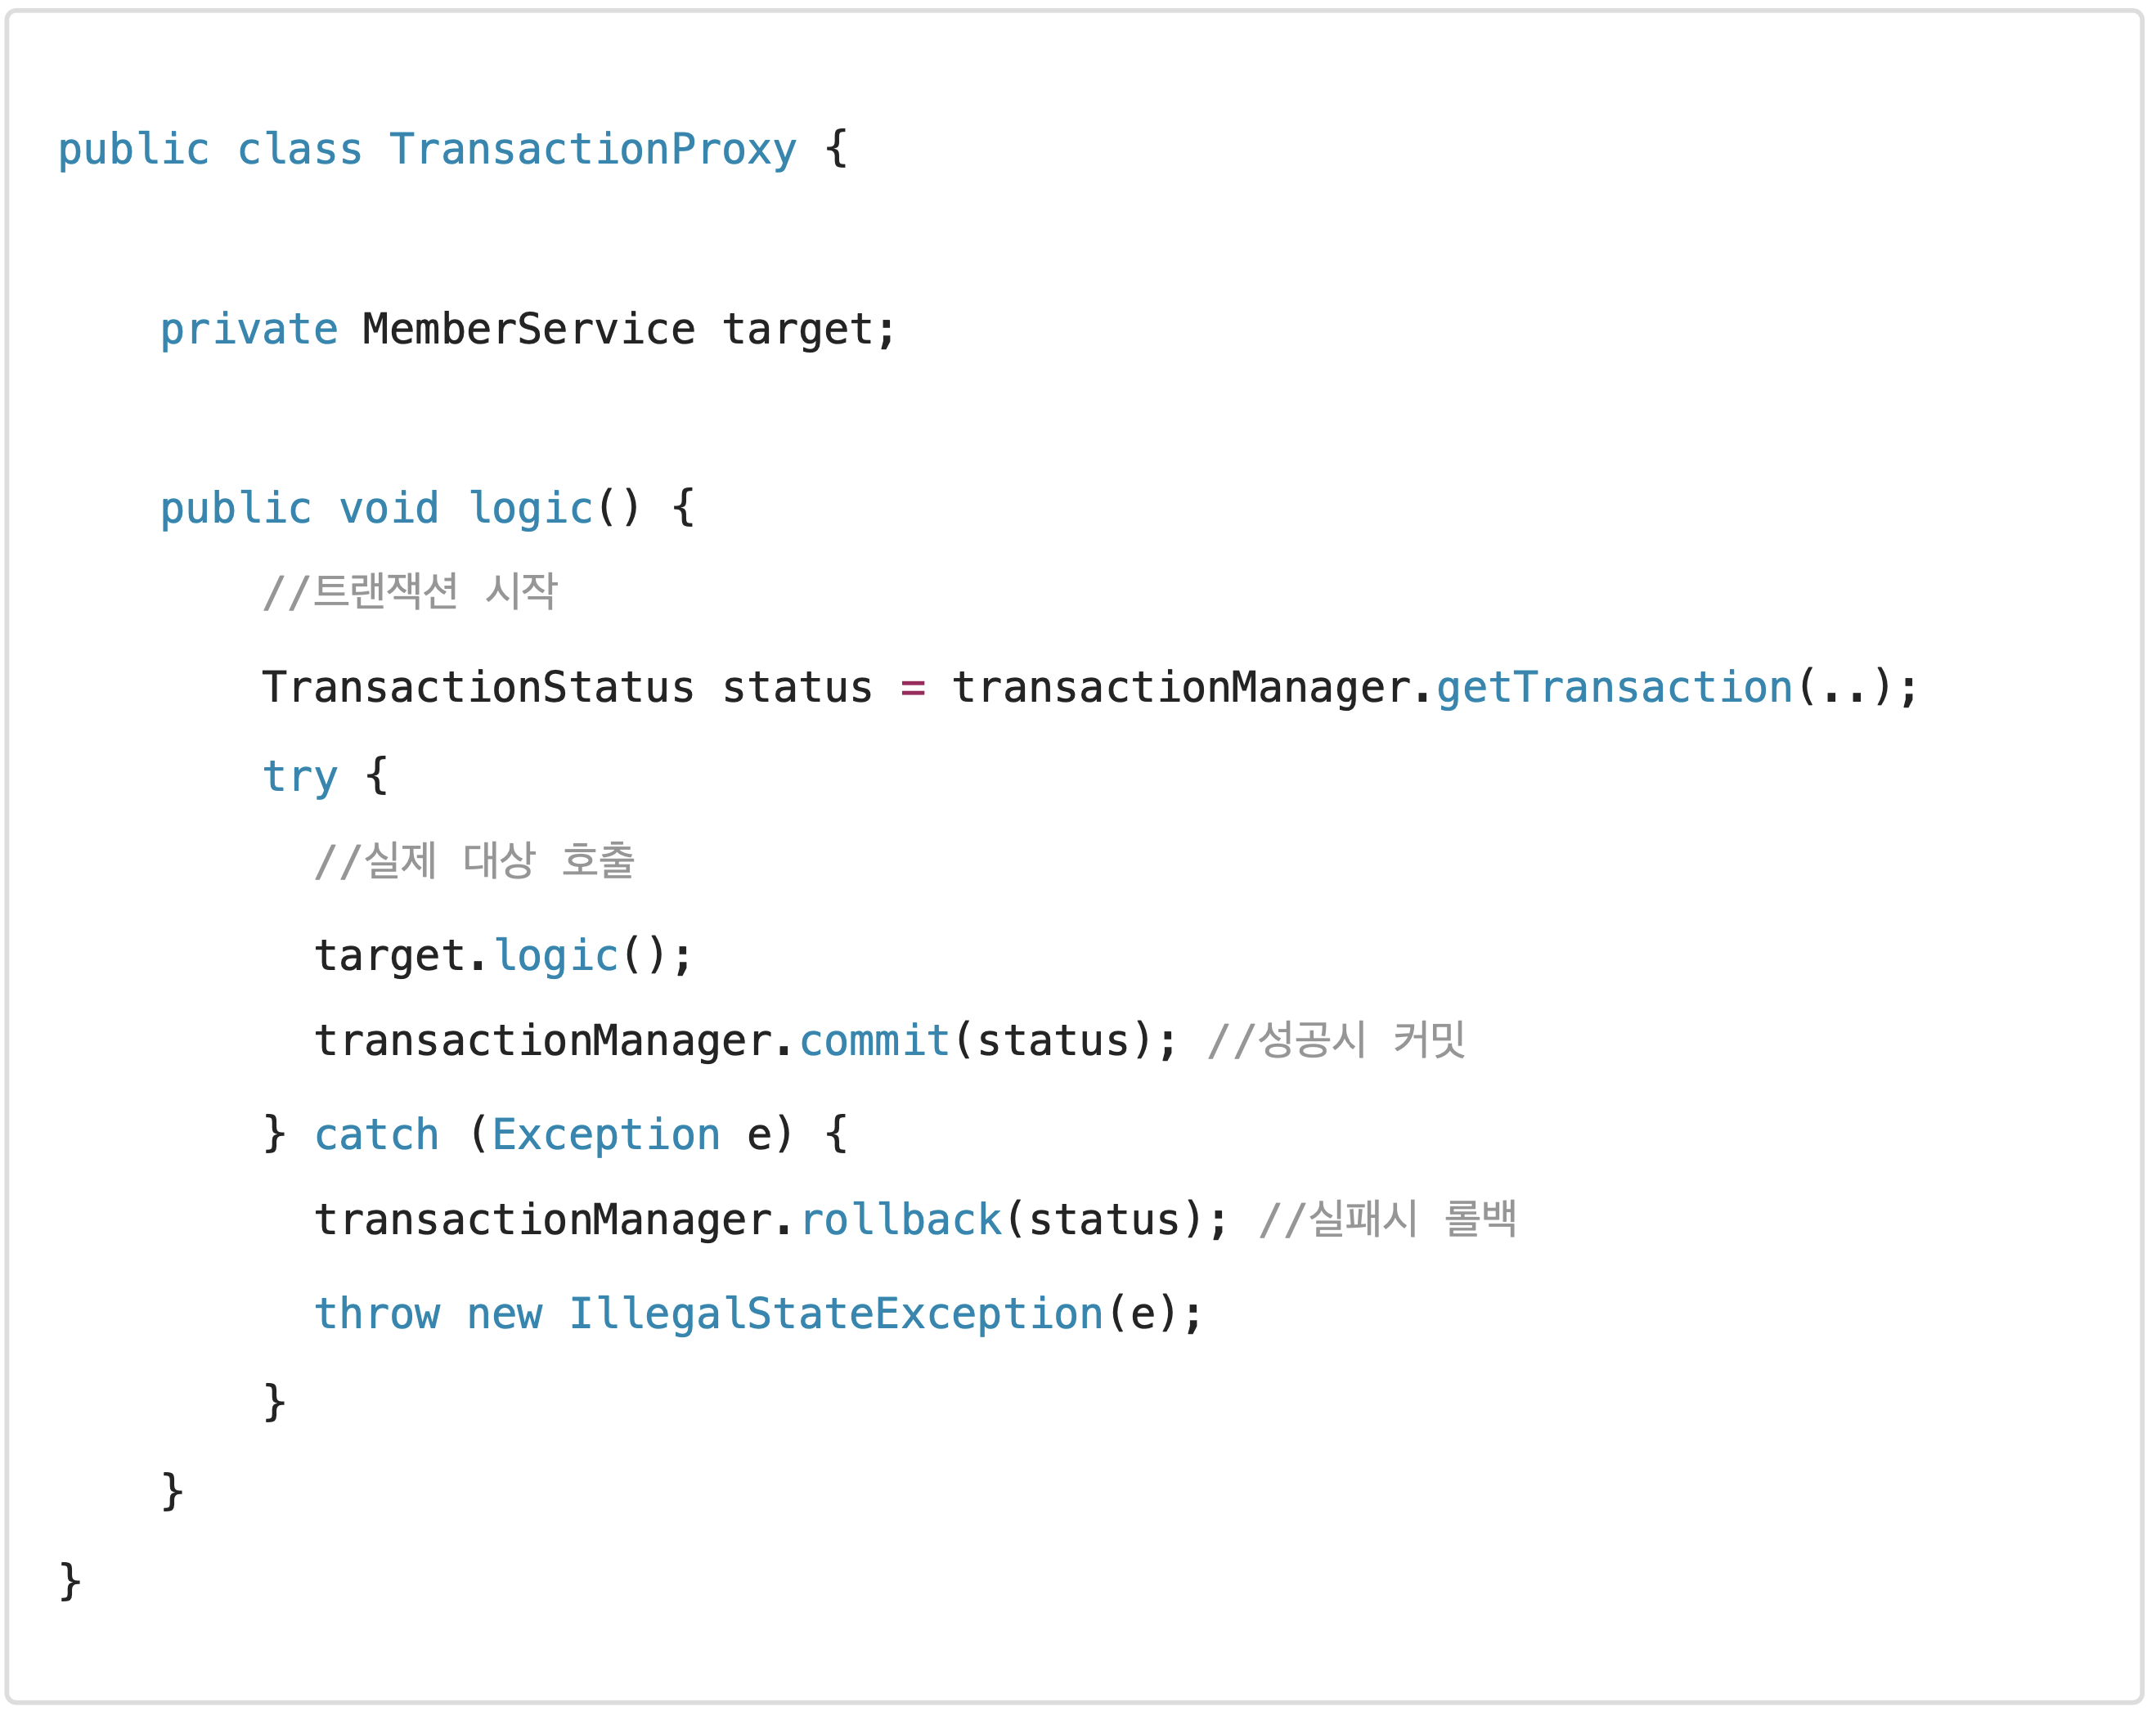 public class TransactionProxy {
private MemberService target;
public void logic() {
//트랜잭션 시작
TransactionStatus status = transactionManager.getTransaction(..);
try {
//실제 대상 호출
target.logic();
transactionManager.commit(status); //성공시 커밋
} catch (Exception e) {
transactionManager.rollback(status); //실패시 롤백
throw new IllegalStateException(e);
}
}
}